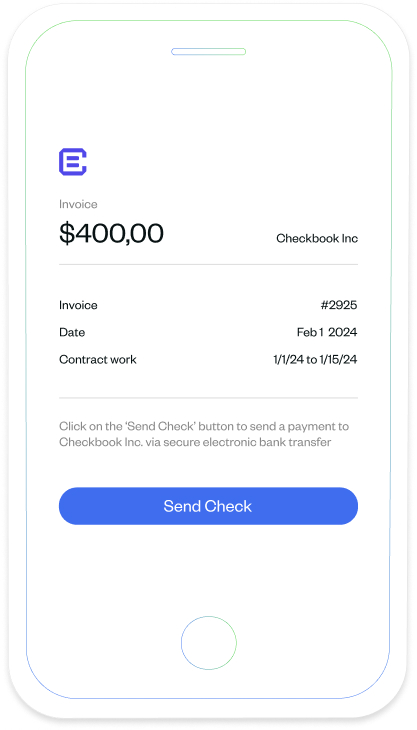 Invoice
$400,00
Checkbook Inc
Invoice #2925
Date Feb 1 2024
Contract work 1/1/24 to 1/15/24
Click on the ‘Send Check’ button to send a payment to
Checkbook Inc. via secure electronic bank transfer
Send Check